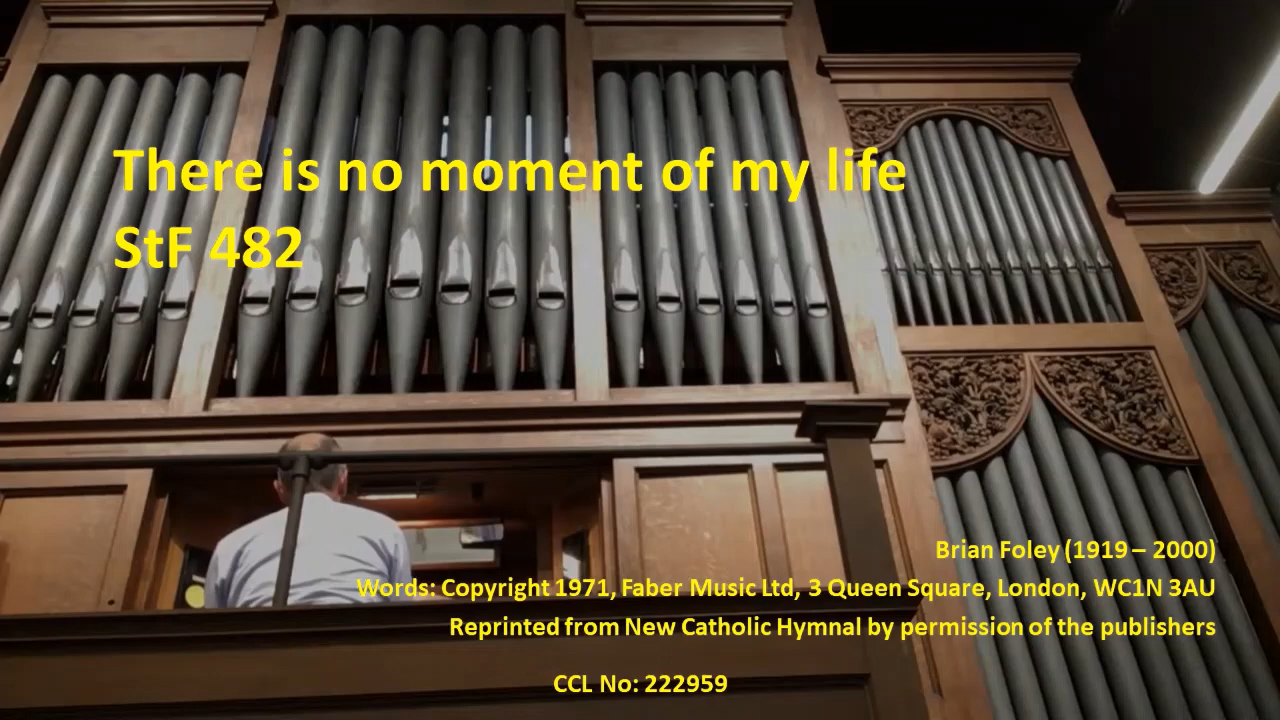 There is no moment of my life
StF 482
Brian Foley (1919 – 2000)
Words: Copyright 1971, Faber Music Ltd, 3 Queen Square, London, WC1N 3AU
Reprinted from New Catholic Hymnal by permission of the publishers
CCL No: 222959